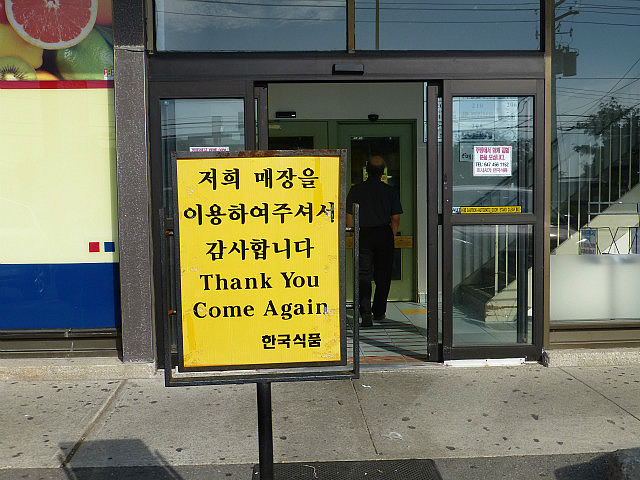 저희 매장을
이용하여주셔서
감사합니다
Thank You
Come Again
한국식품